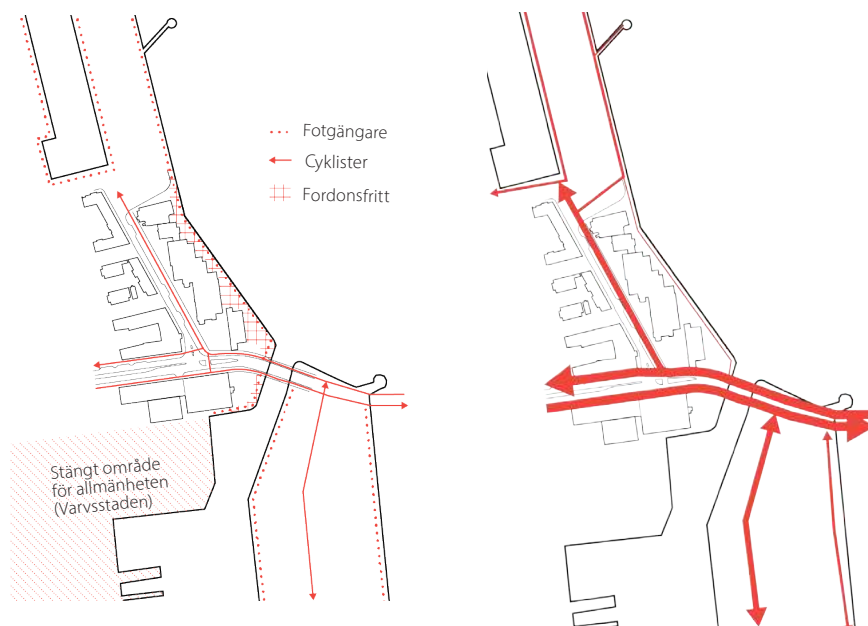 Fotgängare
Cyklister
Fordonsfritt
Stängt område
för allmänheten
(Varvsstaden)